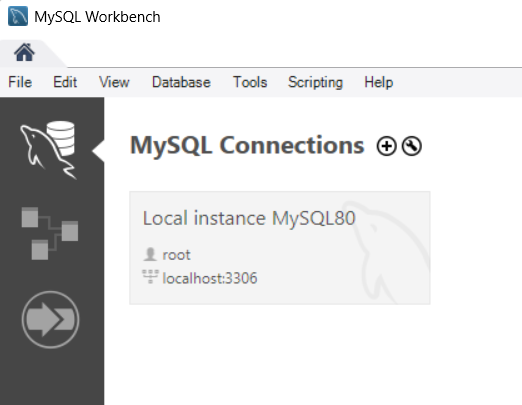 MySQL Workbench
File Edit View Database Tools Scripting Help
MySQL Connections
Local instance MySQL80
root
localhost:3306